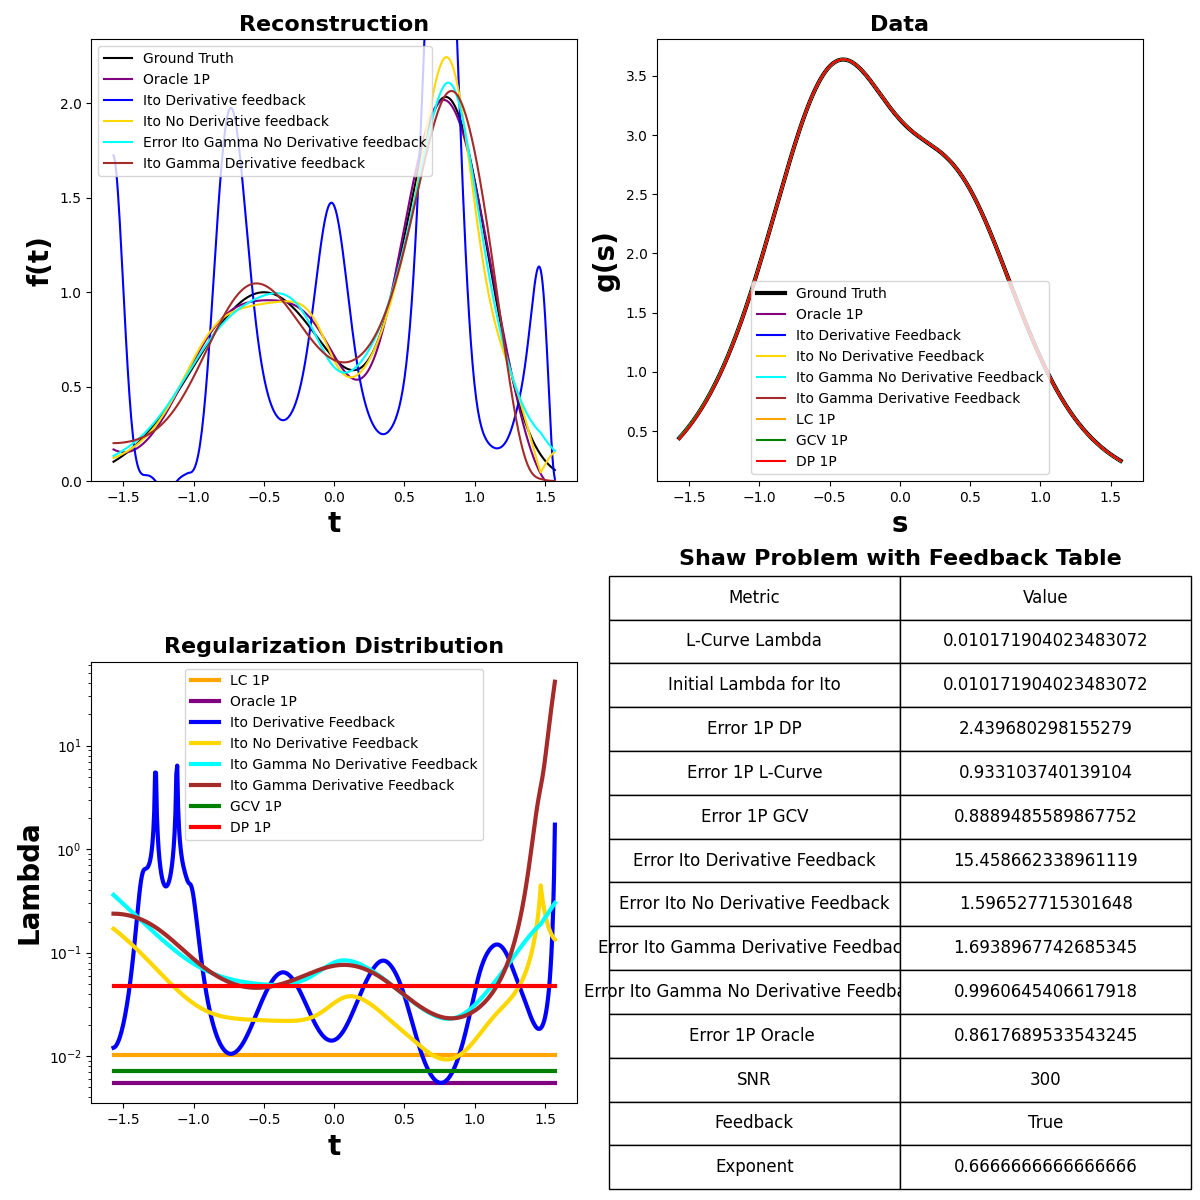 Reconstruction
Ground Truth
Oracle 1P
Ito Derivative feedback
Ito No Derivative feedback
Error Ito Gamma No Derivative feedback
Ito Gamma Derivative feedback
f(t)
2.0
1.5
1.0
0.5
0.0
−1.5 −1.0 −0.5 0.0 0.5 1.0 1.5
t
Data
g(s)
3.5
3.0
2.5
2.0
1.5
1.0
0.5
Ground Truth
Oracle 1P
Ito Derivative Feedback
Ito No Derivative Feedback
Ito Gamma No Derivative Feedback
Ito Gamma Derivative Feedback
LC 1P
GCV 1P
DP 1P
−1.5 −1.0 −0.5 0.0 0.5 1.0 1.5
s
Regularization Distribution
LC 1P
Oracle 1P
Ito Derivative Feedback
Ito No Derivative Feedback
Ito Gamma No Derivative Feedback
Ito Gamma Derivative Feedback
GCV 1P
DP 1P
Lambda
10¹
10⁰
10⁻¹
10⁻²
−1.5 −1.0 −0.5 0.0 0.5 1.0 1.5
t
Shaw Problem with Feedback Table
Metric Value
L-Curve Lambda 0.010171904023483072
Initial Lambda for Ito 0.010171904023483072
Error 1P DP 2.439680298155279
Error 1P L-Curve 0.933103740139104
Error 1P GCV 0.8889485589867752
Error Ito Derivative Feedback 15.458662338961119
Error Ito No Derivative Feedback 1.596527715301648
Error Ito Gamma Derivative Feedbac 1.6938967742685345
Error Ito Gamma No Derivative Feedba 0.9960645406617918
Error 1P Oracle 0.8617689533543245
SNR 300
Feedback True
Exponent 0.6666666666666666